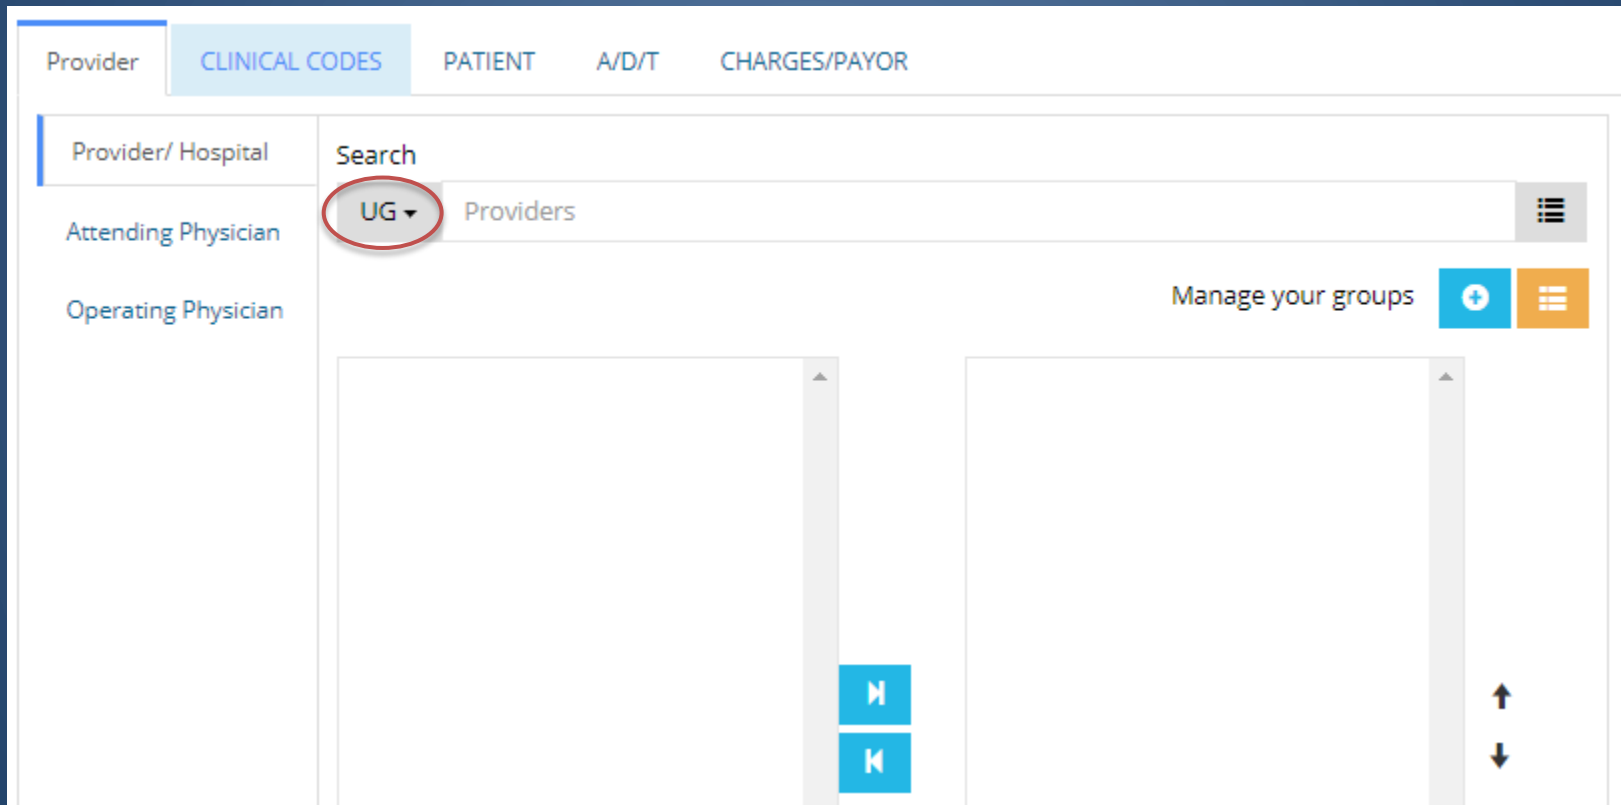 Provider CLINICAL CODES PATIENT A/D/T CHARGES/PAYOR
Provider/ Hospital
Search
UG Providers
Attending Physician
Manage your groups
Operating Physician